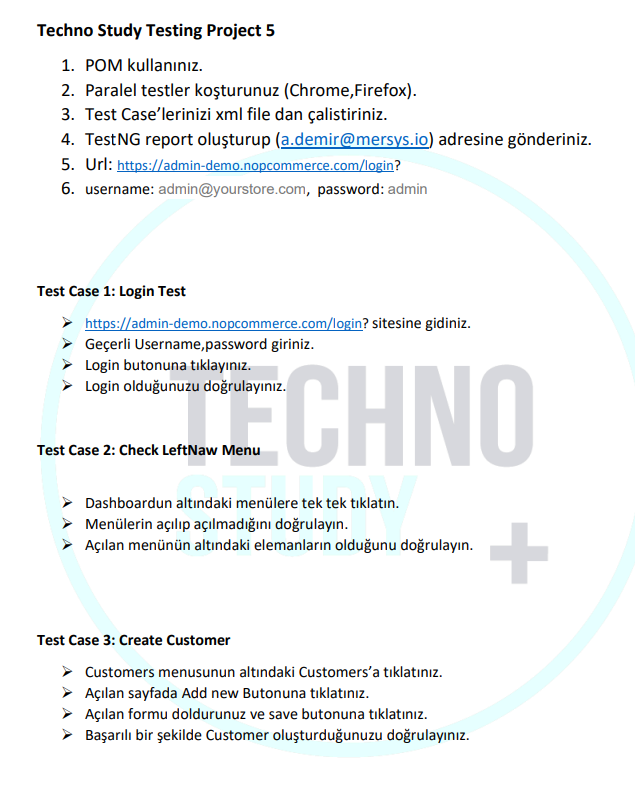 Techno Study Testing Project 5
1. POM kullanınız.
2. Paralel testler koşturunuz (Chrome,Firefox).
3. Test Case’lerinizi xml file dan çalistiriniz.
4. TestNG report oluşturup (a.demir@mersys.io) adresine gönderiniz.
5. Url: https://admin-demo.nopcommerce.com/login?
6. username: admin@yourstore.com, password: admin
Test Case 1: Login Test
➢ https://admin-demo.nopcommerce.com/login? sitesine gidiniz.
➢ Geçerli Username,password giriniz.
➢ Login butonuna tıklayınız.
➢ Login olduğunuzu doğrulayınız.
TECHNO
Test Case 2: Check LeftNaw Menu
STUDY
➢ Dashboardun altındaki menülere tek tek tıklatın.
➢ Menülerin açılıp açılmadığını doğrulayın.
➢ Açılan menünün altındaki elemanların olduğunu doğrulayın.
+
Test Case 3: Create Customer
➢ Customers menusunun altındaki Customers’a tıklatınız.
➢ Açılan sayfada Add new Butonuna tıklatınız.
➢ Açılan formu doldurunuz ve save butonuna tıklatınız.
➢ Başarılı bir şekilde Customer oluşturduğunuzu doğrulayınız.